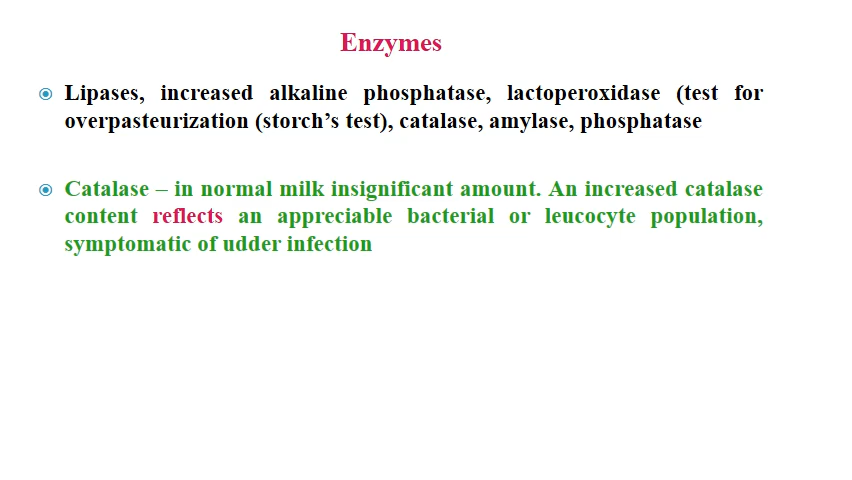 Enzymes
Lipases, increased alkaline phosphatase, lactoperoxidase (test for
overpasteurization (storch’s test), catalase, amylase, phosphatase
Catalase – in normal milk insignificant amount. An increased catalase
content reflects an appreciable bacterial or leucocyte population,
symptomatic of udder infection